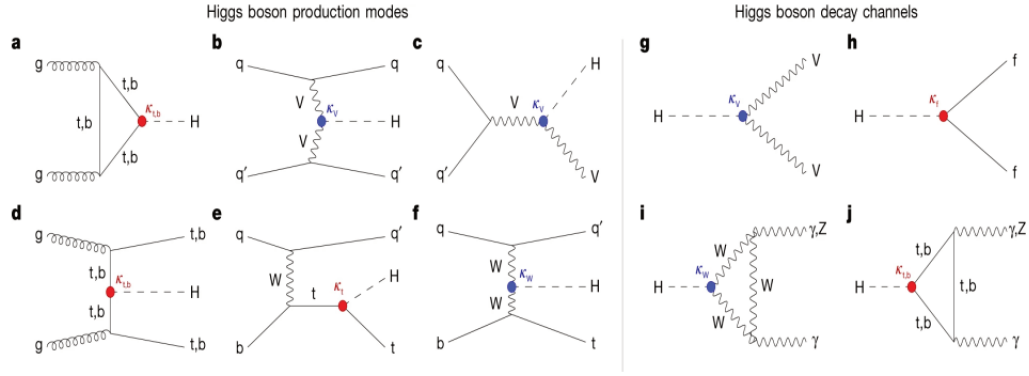 Higgs boson production modes
Higgs boson decay channels
a
g
t,b
κt,b
t,b
H
t,b
g
b
q
q
V
κV
H
V
q′
q′
c
q
H
V
κV
q′
V
g
V
κV
H
V
h
f
κf
H
f
d
g
t,b
t,b
κt,b
H
t,b
g
t,b
e
q
q′
W
H
t
κt
b
t
f
q
q′
W
κW
H
W
b
t
i
γ,Z
W
κW
H
W
W
γ
j
γ,Z
t,b
κt,b
H
t,b
t,b
γ